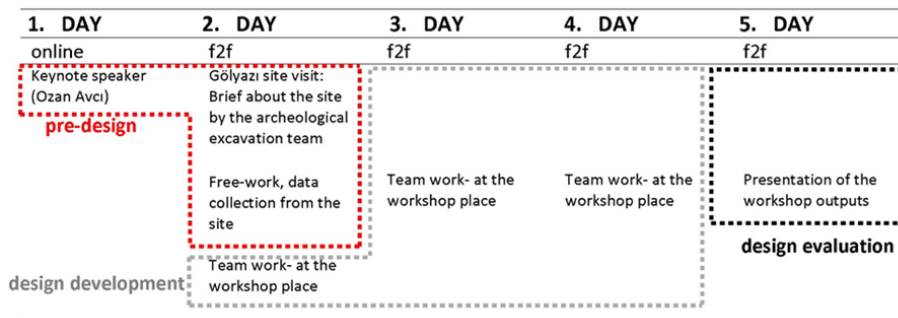 1. DAY 2. DAY 3. DAY 4. DAY 5. DAY
online f2f f2f f2f f2f
Keynote speaker
(Ozan Avcı)
pre-design
Gölyazı site visit:
Brief about the site
by the archeological
excavation team
Free-work, data
collection from the
site
Team work- at the
workshop place
design development
Team work- at the
workshop place
Team work- at the
workshop place
Presentation of the
workshop outputs
design evaluation